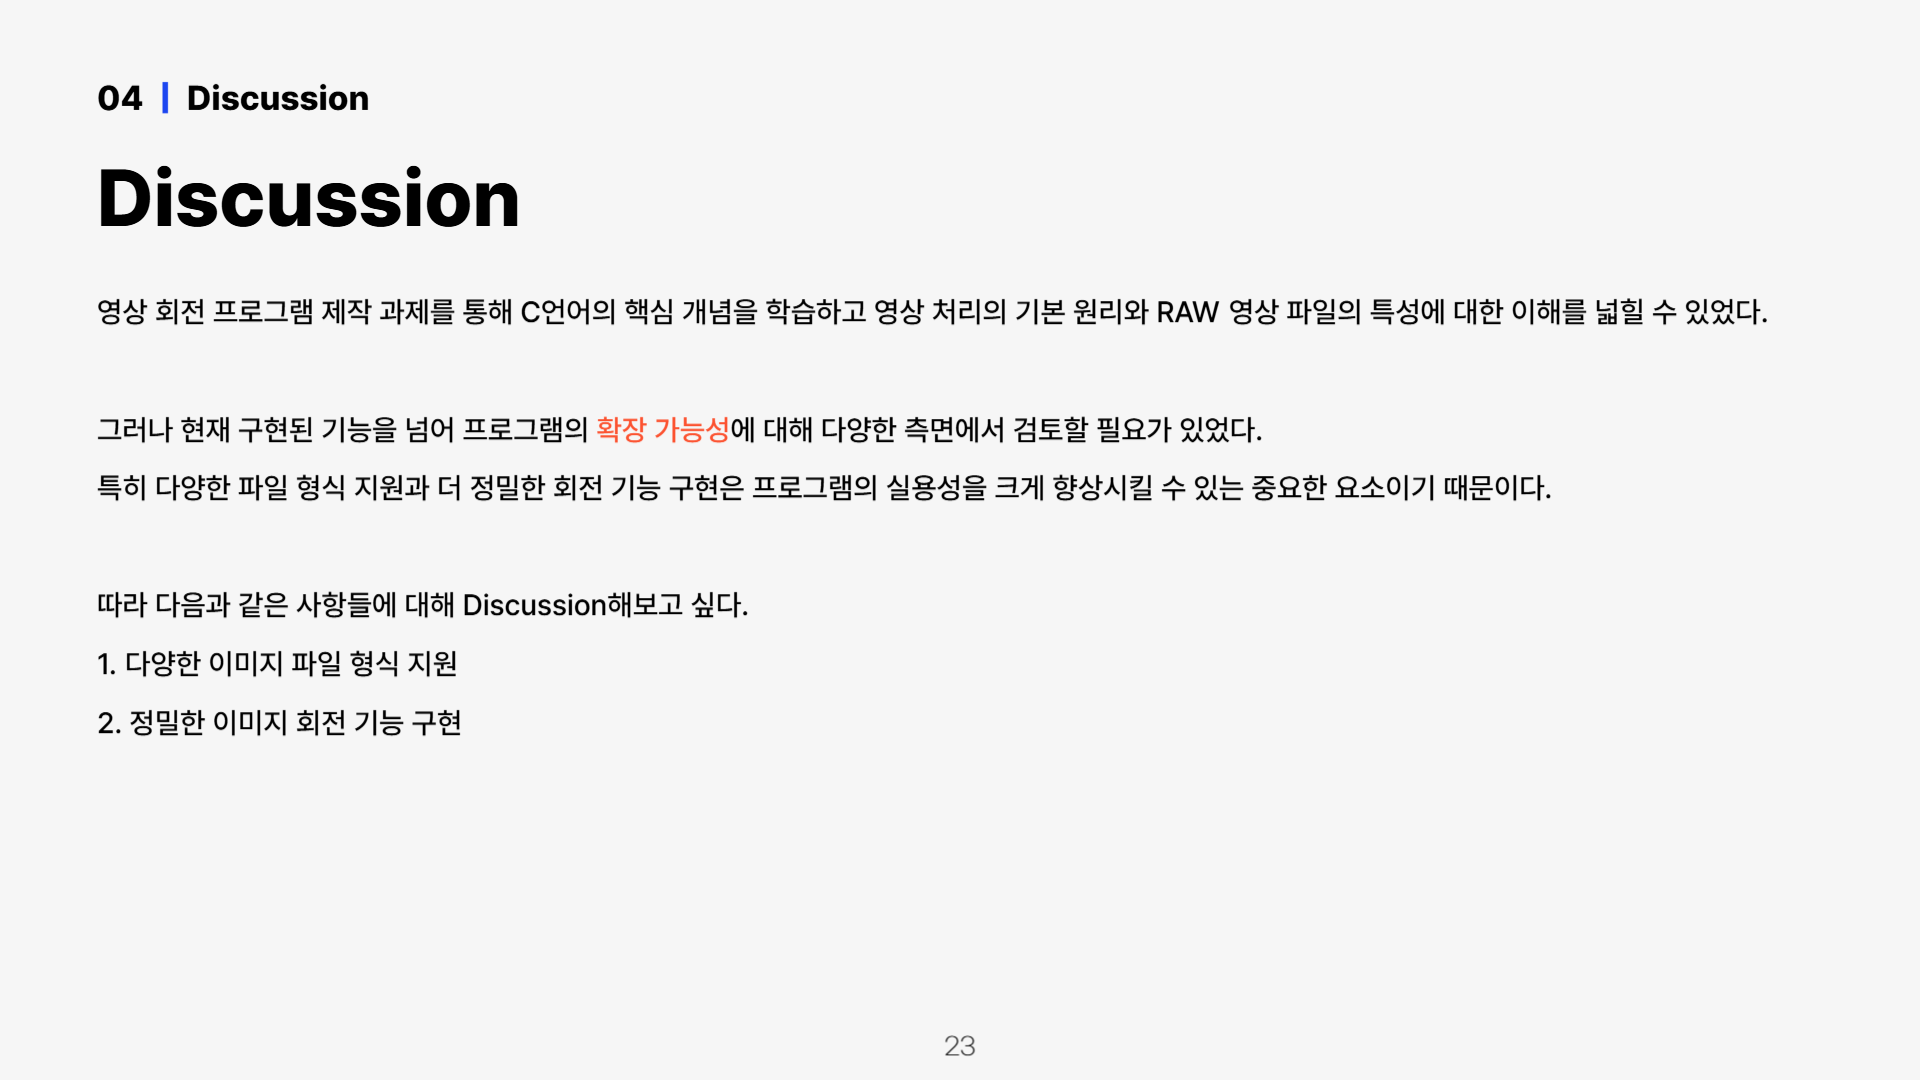 04 | Discussion
Discussion
영상 회전 프로그램 제작 과제를 통해 C언어의 핵심 개념을 학습하고 영상 처리의 기본 원리와 RAW 영상 파일의 특성에 대한 이해를 넓힐 수 있었다.
그러나 현재 구현된 기능을 넘어 프로그램의 확장 가능성에 대해 다양한 측면에서 검토할 필요가 있었다.
특히 다양한 파일 형식 지원과 더 정밀한 회전 기능 구현은 프로그램의 실용성을 크게 향상시킬 수 있는 중요한 요소이기 때문이다.
따라 다음과 같은 사항들에 대해 Discussion해보고 싶다.
1. 다양한 이미지 파일 형식 지원
2. 정밀한 이미지 회전 기능 구현
23